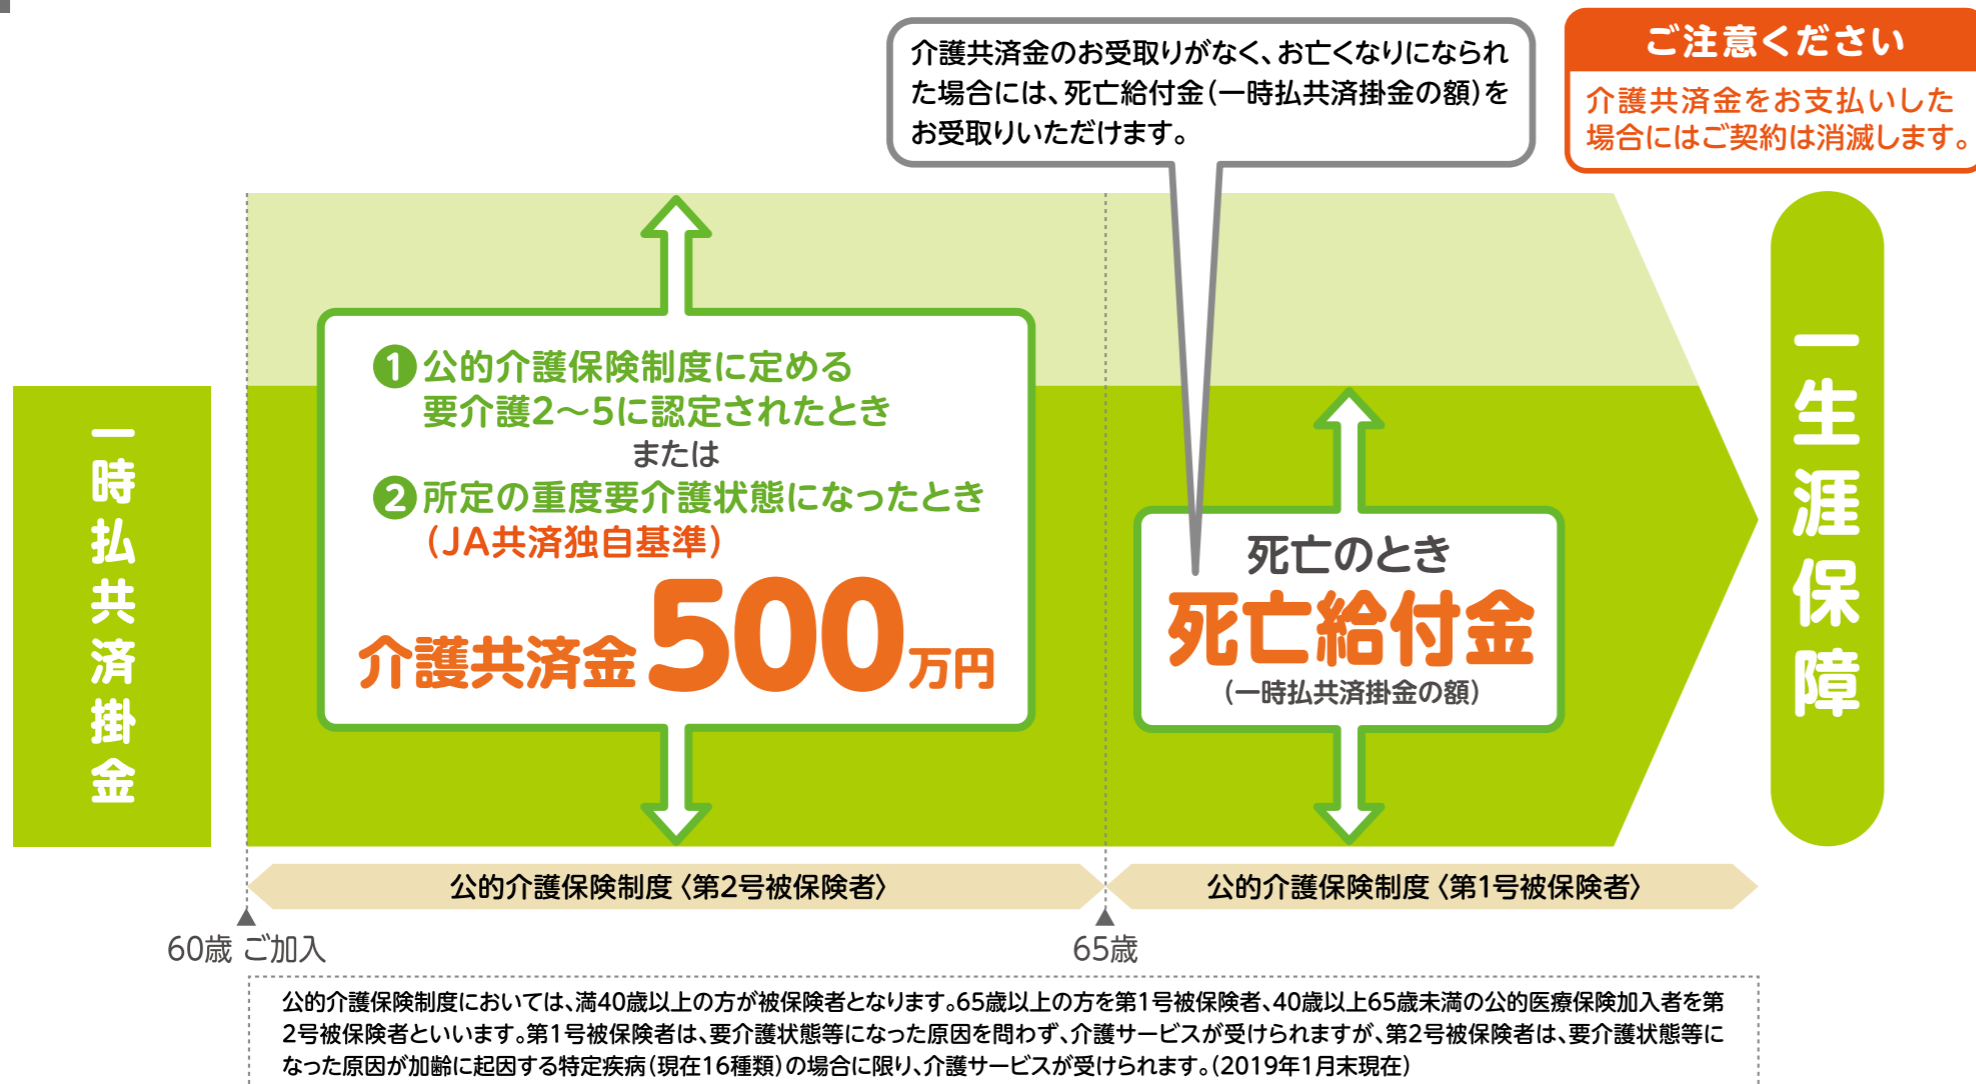 介護共済金のお受取りがなく、お亡くなりになられ
た場合には、死亡給付金(一時払共済掛金の額)を
お受取りいただけます。
ご注意ください
介護共済金をお支払いした
場合にはご契約は消滅します。
一時払共済掛金
❶公的介護保険制度に定める
要介護2〜5に認定されたとき
または
❷所定の重度要介護状態になったとき
(JA共済独自基準)
介護共済金500万円
死亡のとき
死亡給付金
(一時払共済掛金の額)
一生涯保障
公的介護保険制度〈第2号被保険者〉
公的介護保険制度〈第1号被保険者〉
60歳 ご加入
65歳
公的介護保険制度においては、満40歳以上の方が被保険者となります。65歳以上の方を第1号被保険者、40歳以上65歳未満の公的医療保険加入者を第
2号被保険者といいます。第1号被保険者は、要介護状態等になった原因を問わず、介護サービスが受けられますが、第2号被保険者は、要介護状態等に
なった原因が加齢に起因する特定疾病(現在16種類)の場合に限り、介護サービスが受けられます。(2019年1月末現在)